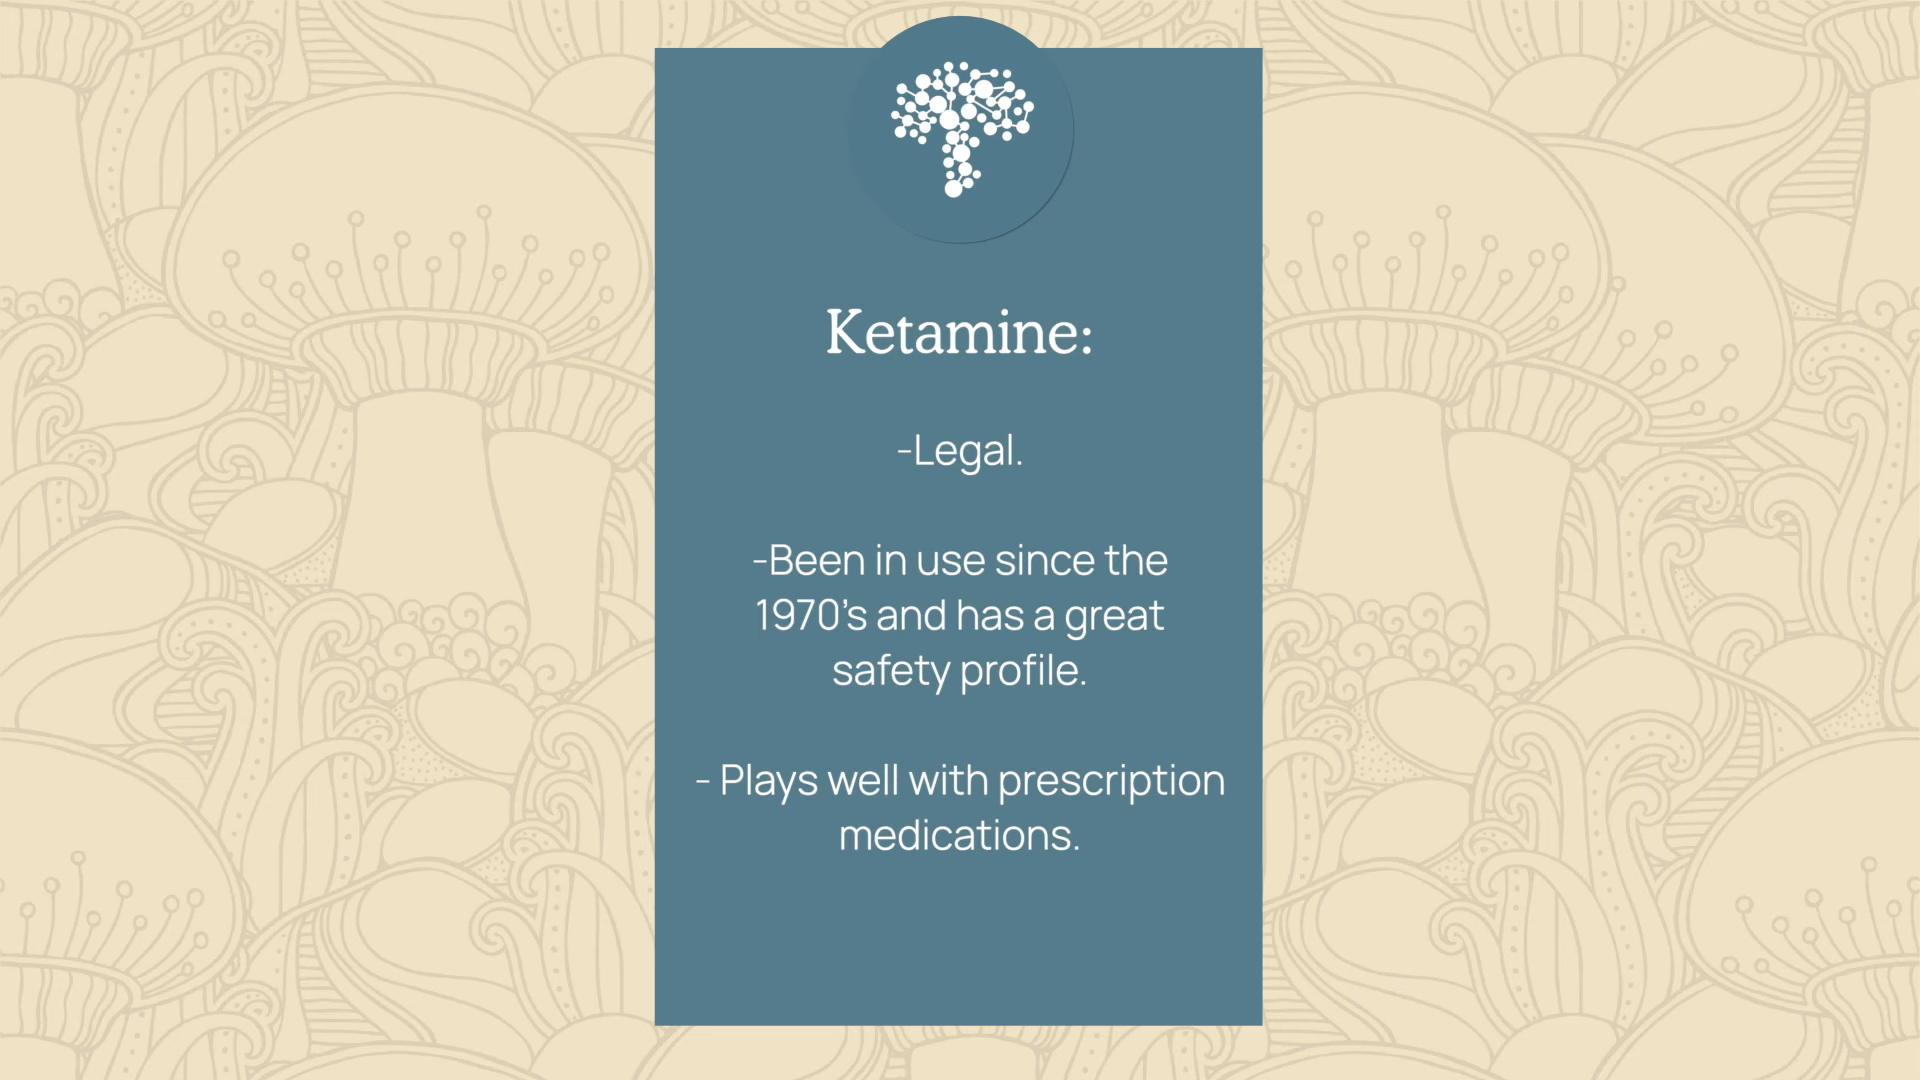 Ketamine:
-Legal.
-Been in use since the
1970’s and has a great
safety profile.
- Plays well with prescription
medications.